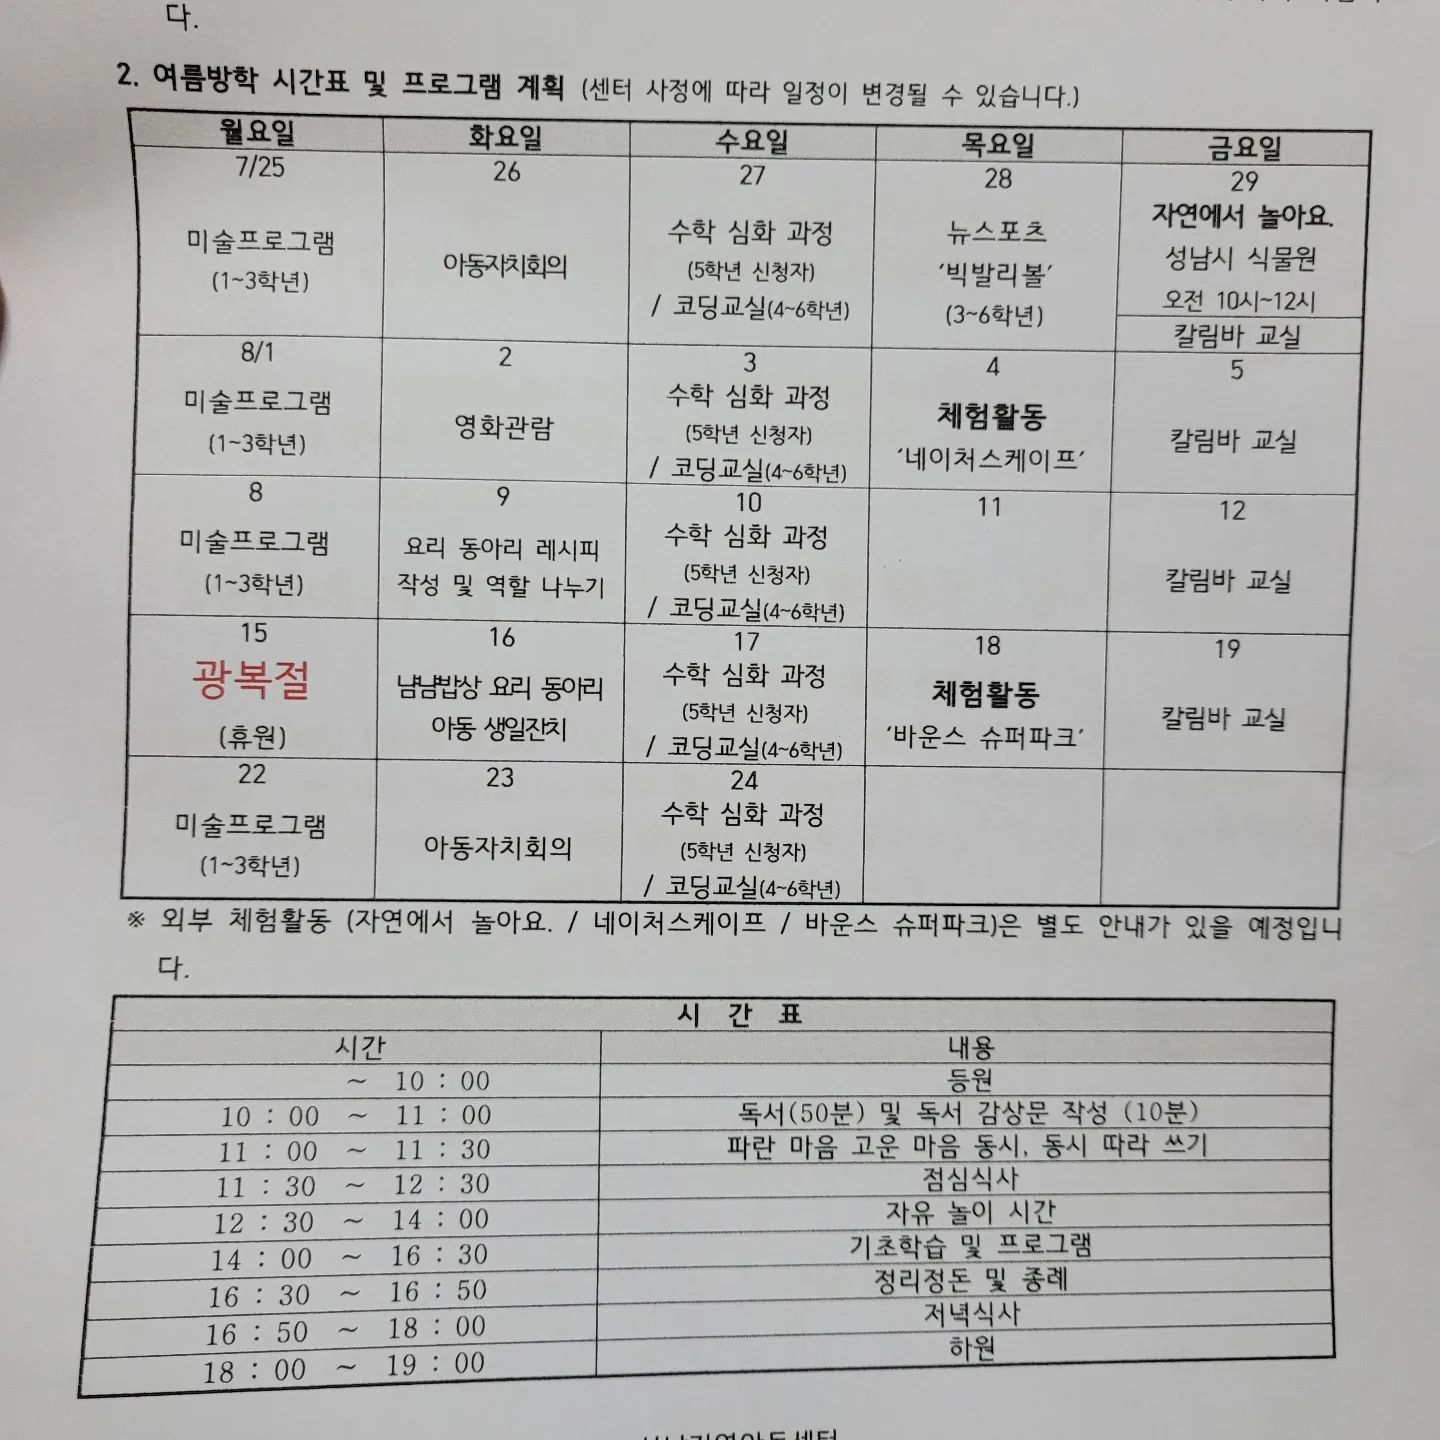 다.
2. 여름방학 시간표 및 프로그램 계획 (센터 사정에 따라 일정이 변경될 수 있습니다.)
월요일 화요일 수요일 목요일 금요일
7/25 26 27 28 29
미술프로그램
(1~3학년)
아동자치회의
수학 심화 과정
(5학년 신청자)
/ 코딩교실(4~6학년)
뉴스포츠
'빅발리볼'
(3~6학년)
자연에서 놀아요.
성남시 식물원
오전 10시~12시
칼림바 교실
8/1 2 3 4 5
미술프로그램
(1~3학년)
영화관람
수학 심화 과정
(5학년 신청자)
/ 코딩교실(4~6학년)
체험활동
'네이처스케이프'
칼림바 교실
8 9 10 11 12
미술프로그램
(1~3학년)
요리 동아리 레시피
작성 및 역할 나누기
수학 심화 과정
(5학년 신청자)
/ 코딩교실(4~6학년)
칼림바 교실
15 16 17 18 19
광복절
(휴원)
냠냠밥상 요리 동아리
아동 생일잔치
수학 심화 과정
(5학년 신청자)
/ 코딩교실(4~6학년)
체험활동
'바운스 슈퍼파크'
칼림바 교실
22 23 24
미술프로그램
(1~3학년)
아동자치회의
수학 심화 과정
(5학년 신청자)
/ 코딩교실(4~6학년)
※ 외부 체험활동 (자연에서 놀아요. / 네이처스케이프 / 바운스 슈퍼파크)은 별도 안내가 있을 예정입니
다.
시 간 표
시간 내용
~ 10 : 00 등원
10 : 00 ~ 11 : 00 독서(50분) 및 독서 감상문 작성 (10분)
11 : 00 ~ 11 : 30 파란 마음 고운 마음 동시, 동시 따라 쓰기
11 : 30 ~ 12 : 30 점심식사
12 : 30 ~ 14 : 00 자유 놀이 시간
14 : 00 ~ 16 : 30 기초학습 및 프로그램
16 : 30 ~ 16 : 50 정리정돈 및 종례
16 : 50 ~ 18 : 00 저녁식사
18 : 00 ~ 19 : 00 하원